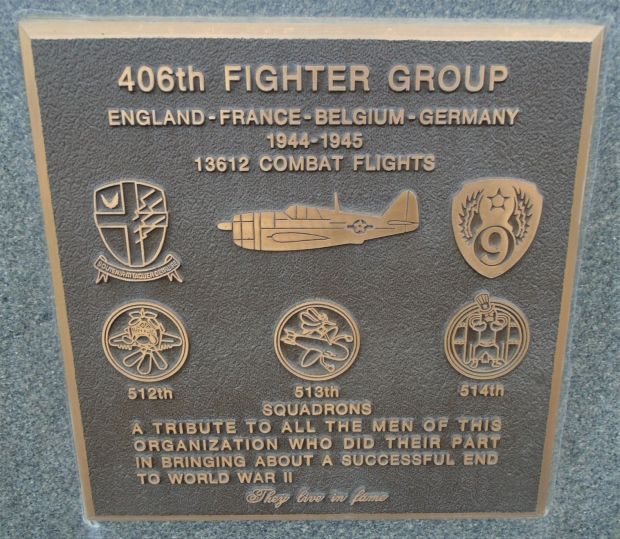 406th FIGHTER GROUP
ENGLAND-FRANCE-BELGIUM-GERMANY
1944-1945
13612 COMBAT FLIGHTS
9
512th
513th
514th
SQUADRONS
A TRIBUTE TO ALL THE MEN OF THIS
ORGANIZATION WHO DID THEIR PART
IN BRINGING ABOUT A SUCCESSFUL END
TO WORLD WAR II
They live in fame